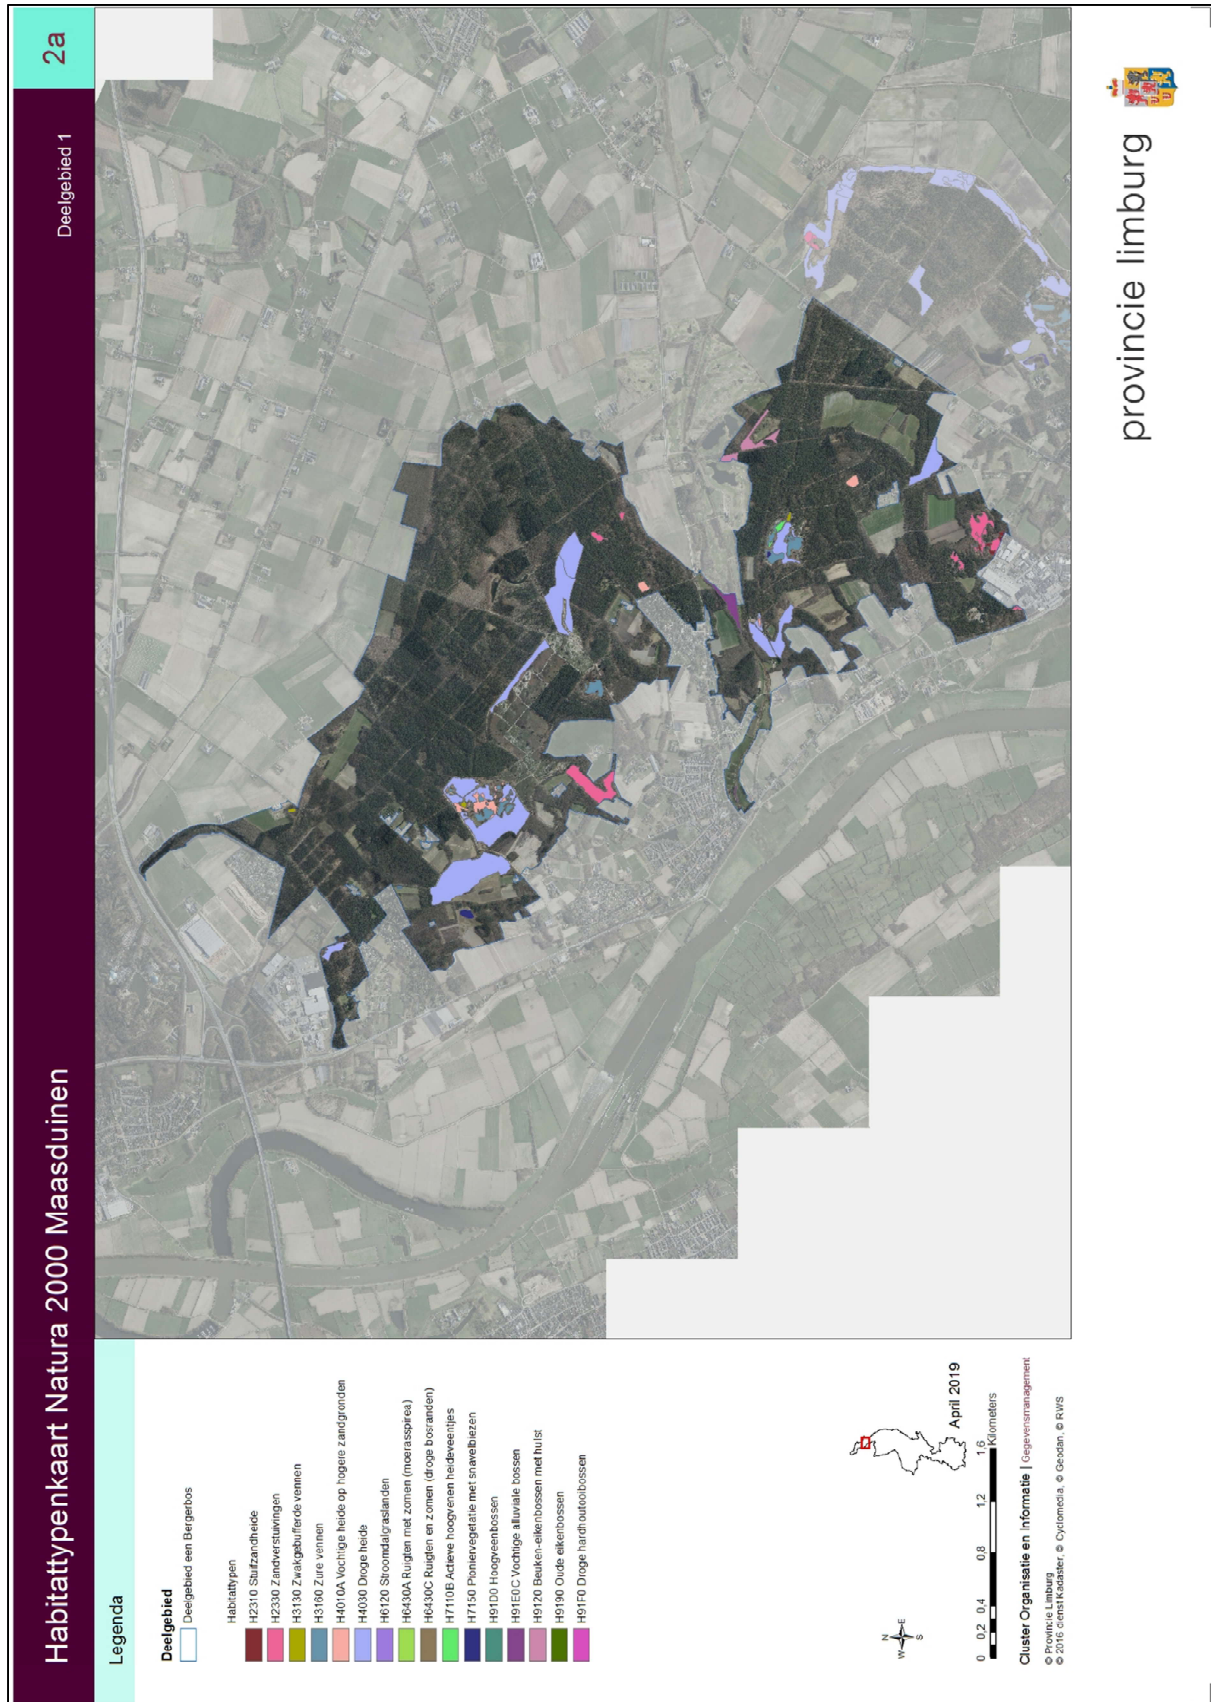 Habitattypenkaart Natura 2000 Maasduinen
2a
Deelgebied 1
Legenda
Deelgebied
Deelgebied een Bergerbos
Habitattypen
H2310 Stuifzandheide
H2330 Zandverstuivingen
H3130 Zwakgebufferde vennen
H3160 Zure vennen
H4010A Vochtige heide op hogere zandgronden
H4030 Droge heide
H6120 Stroomdalgraslanden
H6430A Ruigten met zomen (moerasspirea)
H6430C Ruigten en zomen (droge bosranden)
H7110B Actieve hoogvenen heideveentjes
H7150 Pioniervegetatie met snavelbiezen
H91D0 Hoogveenbossen
H91E0C Vochtige alluviale bossen
H9120 Beuken-eikenbossen met hulst
H9190 Oude eikenbossen
H91F0 Droge hardhoutooibossen
N
W E
S
0 0,2 0,4 0,8 1,2 1,6
Kilometers
April 2019
Cluster Organisatie en Informatie | Gegevensmanagement
© Provincie Limburg
© 2016 dienst Kadaster, © Cyclomedia, © Geodan, © RWS
provincie limburg